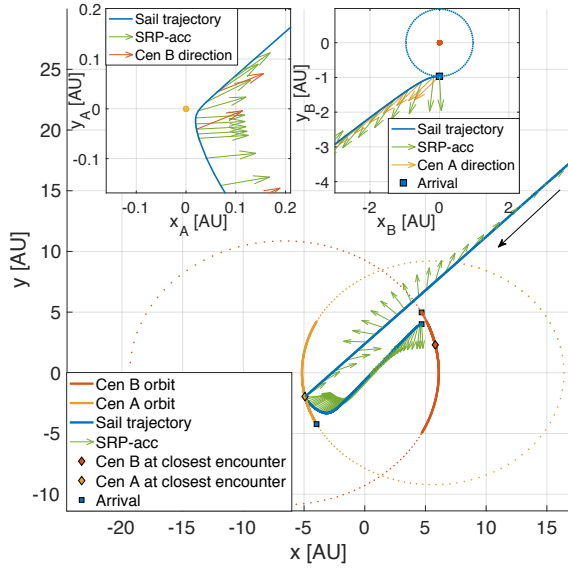 0.2
0.1
0
-0.1
y_A [AU]
Sail trajectory
SRP-acc
Cen B direction
-0.1
0
0.1
0.2
x_A [AU]
0
-1
-2
-3
-4
y_B [AU]
Sail trajectory
SRP-acc
Cen A direction
Arrival
-2
0
2
x_B [AU]
25
20
15
10
5
0
-5
-10
y [AU]
Cen B orbit
Cen A orbit
Sail trajectory
SRP-acc
Cen B at closest encounter
Cen A at closest encounter
Arrival
-20
-15
-10
-5
0
5
10
15
x [AU]